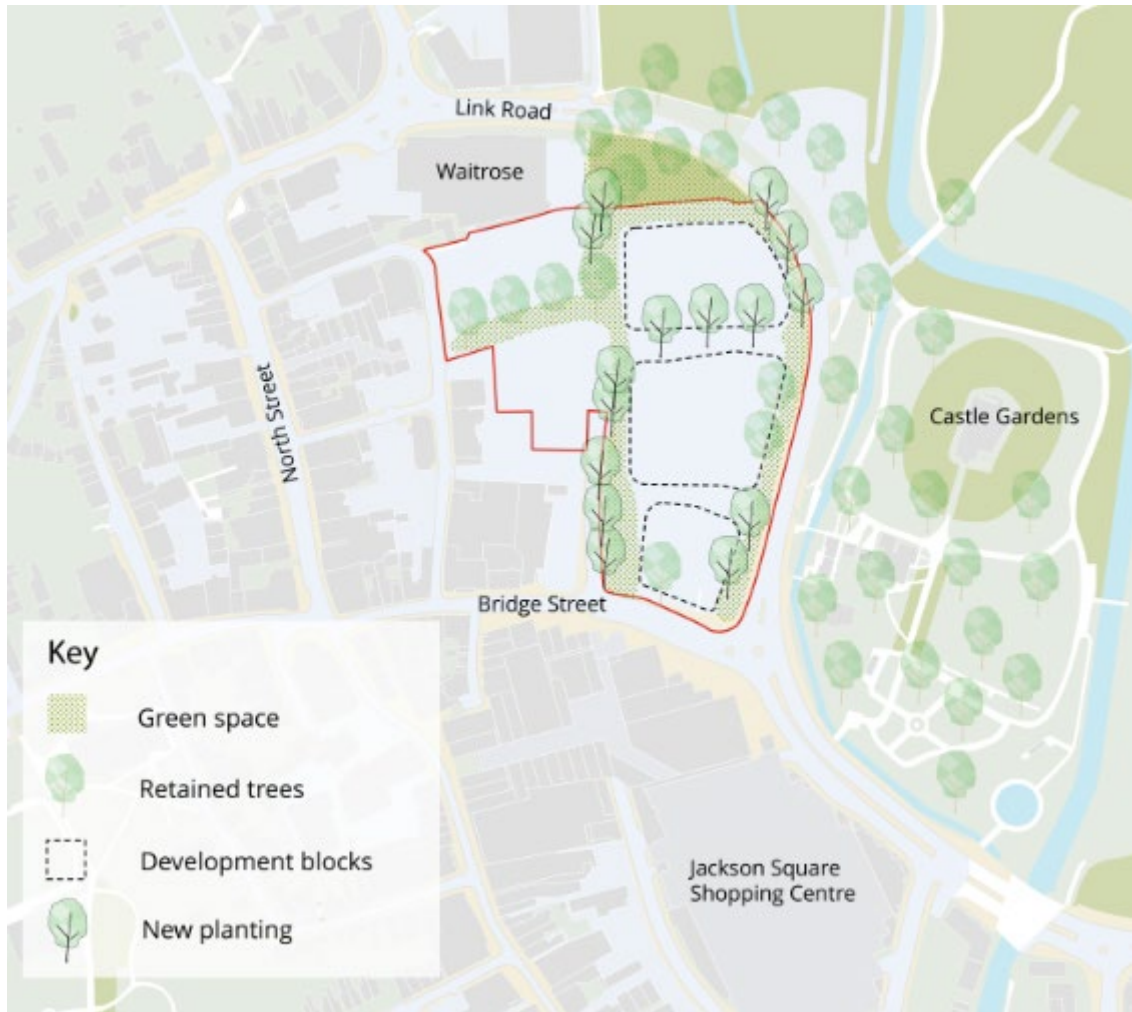 Link Road
Waitrose
North Street
Castle Gardens
Bridge Street
Key
Green space
Retained trees
Development blocks
New planting
Jackson Square
Shopping Centre